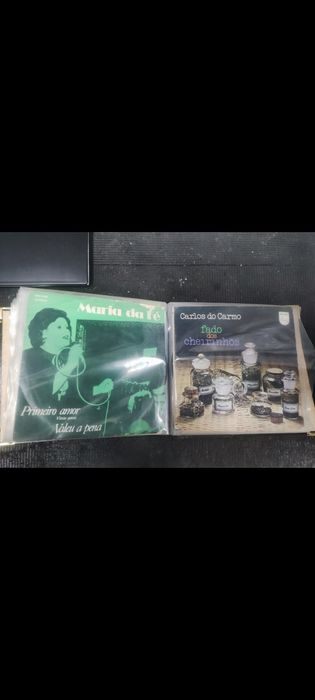 Maria da Fé
Primeiro amor
Valeu a pena
Carlos do Carmo
fado
dos
cheirinhos